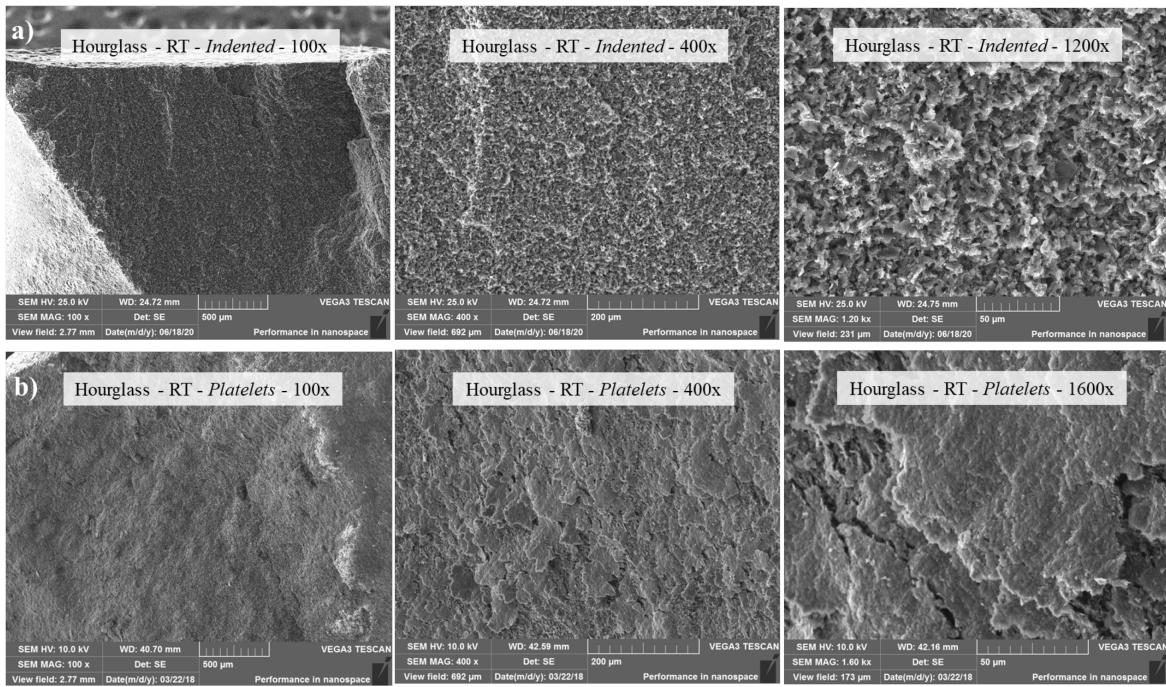 a)
Hourglass - RT - Indented - 100x
SEM HV: 25.0 kV WD: 24.72 mm
500 µm
VEGA3 TESCAN
SEM MAG: 100 x Det: SE
View field: 2.77 mm Date(m/d/y): 06/18/20 Performance in nanospace
Hourglass - RT - Indented - 400x
SEM HV: 25.0 kV WD: 24.72 mm
200 µm
VEGA3 TESCAN
SEM MAG: 400 x Det: SE
View field: 692 µm Date(m/d/y): 06/18/20 Performance in nanospace
Hourglass - RT - Indented - 1200x
SEM HV: 25.0 kV WD: 24.75 mm
50 µm
VEGA3 TESCAN
SEM MAG: 1.20 kx Det: SE
View field: 231 µm Date(m/d/y): 06/18/20 Performance in nanospace
b)
Hourglass - RT - Platelets - 100x
SEM HV: 10.0 kV WD: 40.70 mm
500 µm
VEGA3 TESCAN
SEM MAG: 100 x Det: SE
View field: 2.77 mm Date(m/d/y): 03/22/18 Performance in nanospace
Hourglass - RT - Platelets - 400x
SEM HV: 10.0 kV WD: 42.59 mm
200 µm
VEGA3 TESCAN
SEM MAG: 400 x Det: SE
View field: 692 µm Date(m/d/y): 03/22/18 Performance in nanospace
Hourglass - RT - Platelets - 1600x
SEM HV: 10.0 kV WD: 42.16 mm
50 µm
VEGA3 TESCAN
SEM MAG: 1.60 kx Det: SE
View field: 173 µm Date(m/d/y): 03/22/18 Performance in nanospace